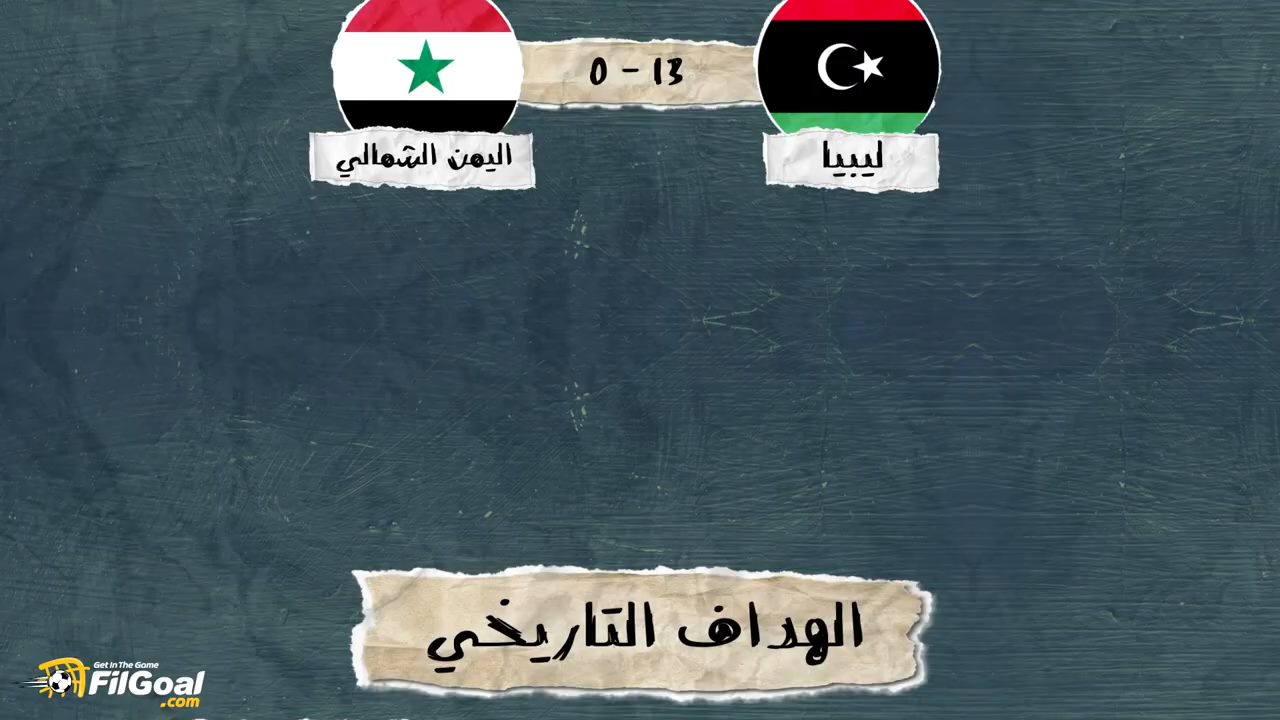 0 - 13
ليبيا
اليمن الشمالي
الهداف التاريخي
Get In The Game
FilGoal
.com